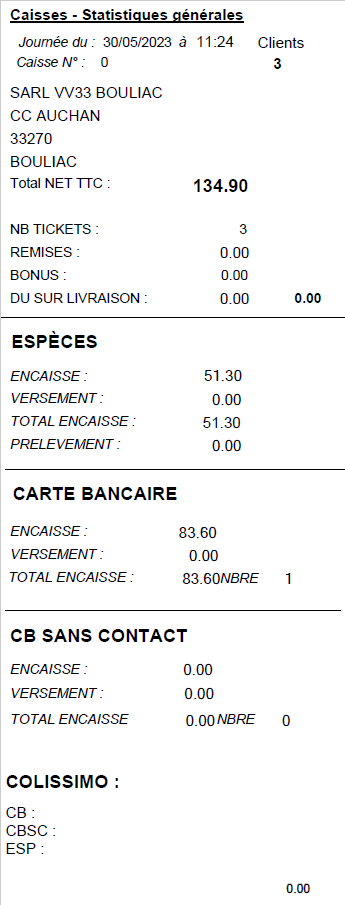 Caisses - Statistiques générales
Journée du : 30/05/2023 à 11:24 Clients
Caisse N° : 0 3
SARL VV33 BOULIAC
CC AUCHAN
33270
BOULIAC
Total NET TTC : 134.90
NB TICKETS : 3
REMISES : 0.00
BONUS : 0.00
DU SUR LIVRAISON : 0.00 0.00
ESPÈCES
ENCAISSE : 51.30
VERSEMENT : 0.00
TOTAL ENCAISSE : 51.30
PRELEVEMENT : 0.00
CARTE BANCAIRE
ENCAISSE : 83.60
VERSEMENT : 0.00
TOTAL ENCAISSE : 83.60 NBRE 1
CB SANS CONTACT
ENCAISSE : 0.00
VERSEMENT : 0.00
TOTAL ENCAISSE 0.00 NBRE 0
COLISSIMO :
CB :
CBSC :
ESP :
0.00